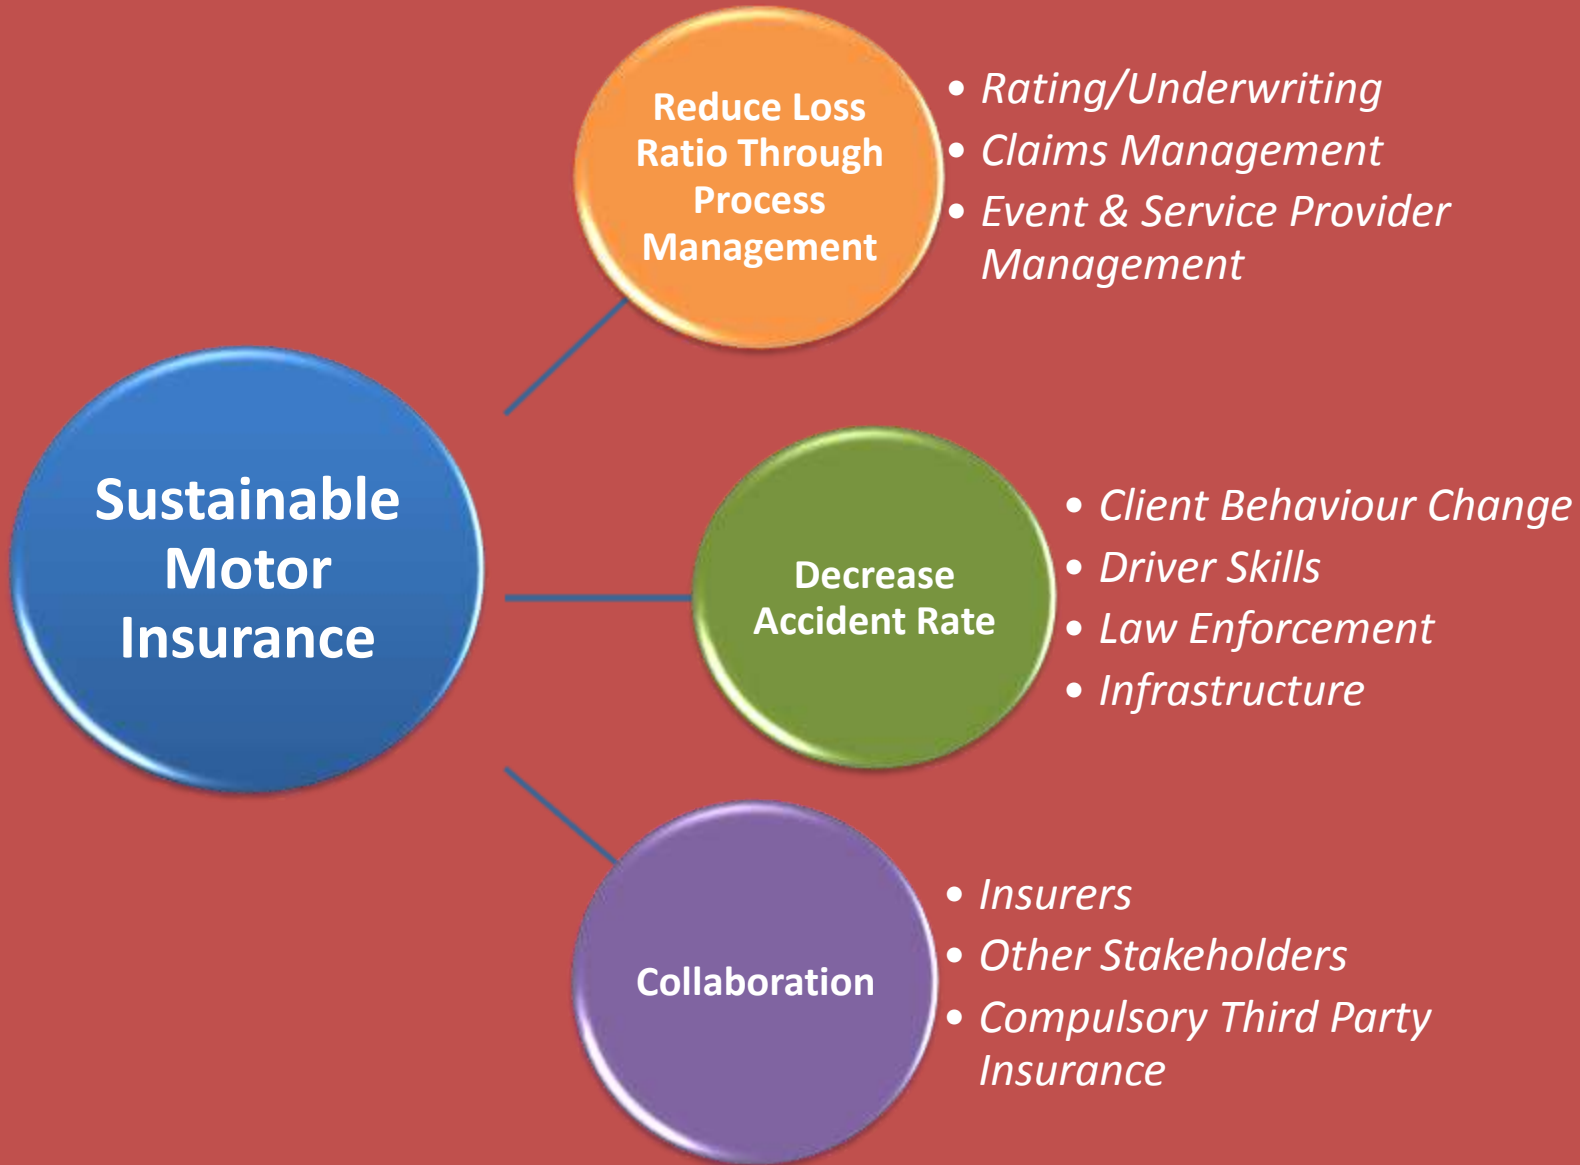 Reduce Loss
Ratio Through
Process
Management
• Rating/Underwriting
• Claims Management
• Event & Service Provider
Management
Sustainable
Motor
Insurance
Decrease
Accident Rate
• Client Behaviour Change
• Driver Skills
• Law Enforcement
• Infrastructure
Collaboration
• Insurers
• Other Stakeholders
• Compulsory Third Party
Insurance